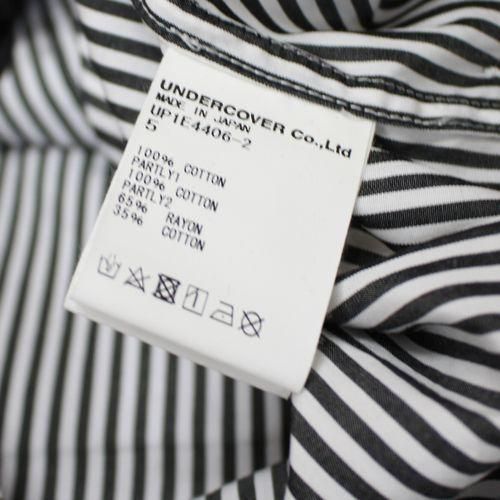 UNDERCOVER Co.,Ltd
MADE IN JAPAN
UP1E4406-2
5
100% COTTON
PARTLY1
100% COTTON
PARTLY2
65% RAYON
35% COTTON